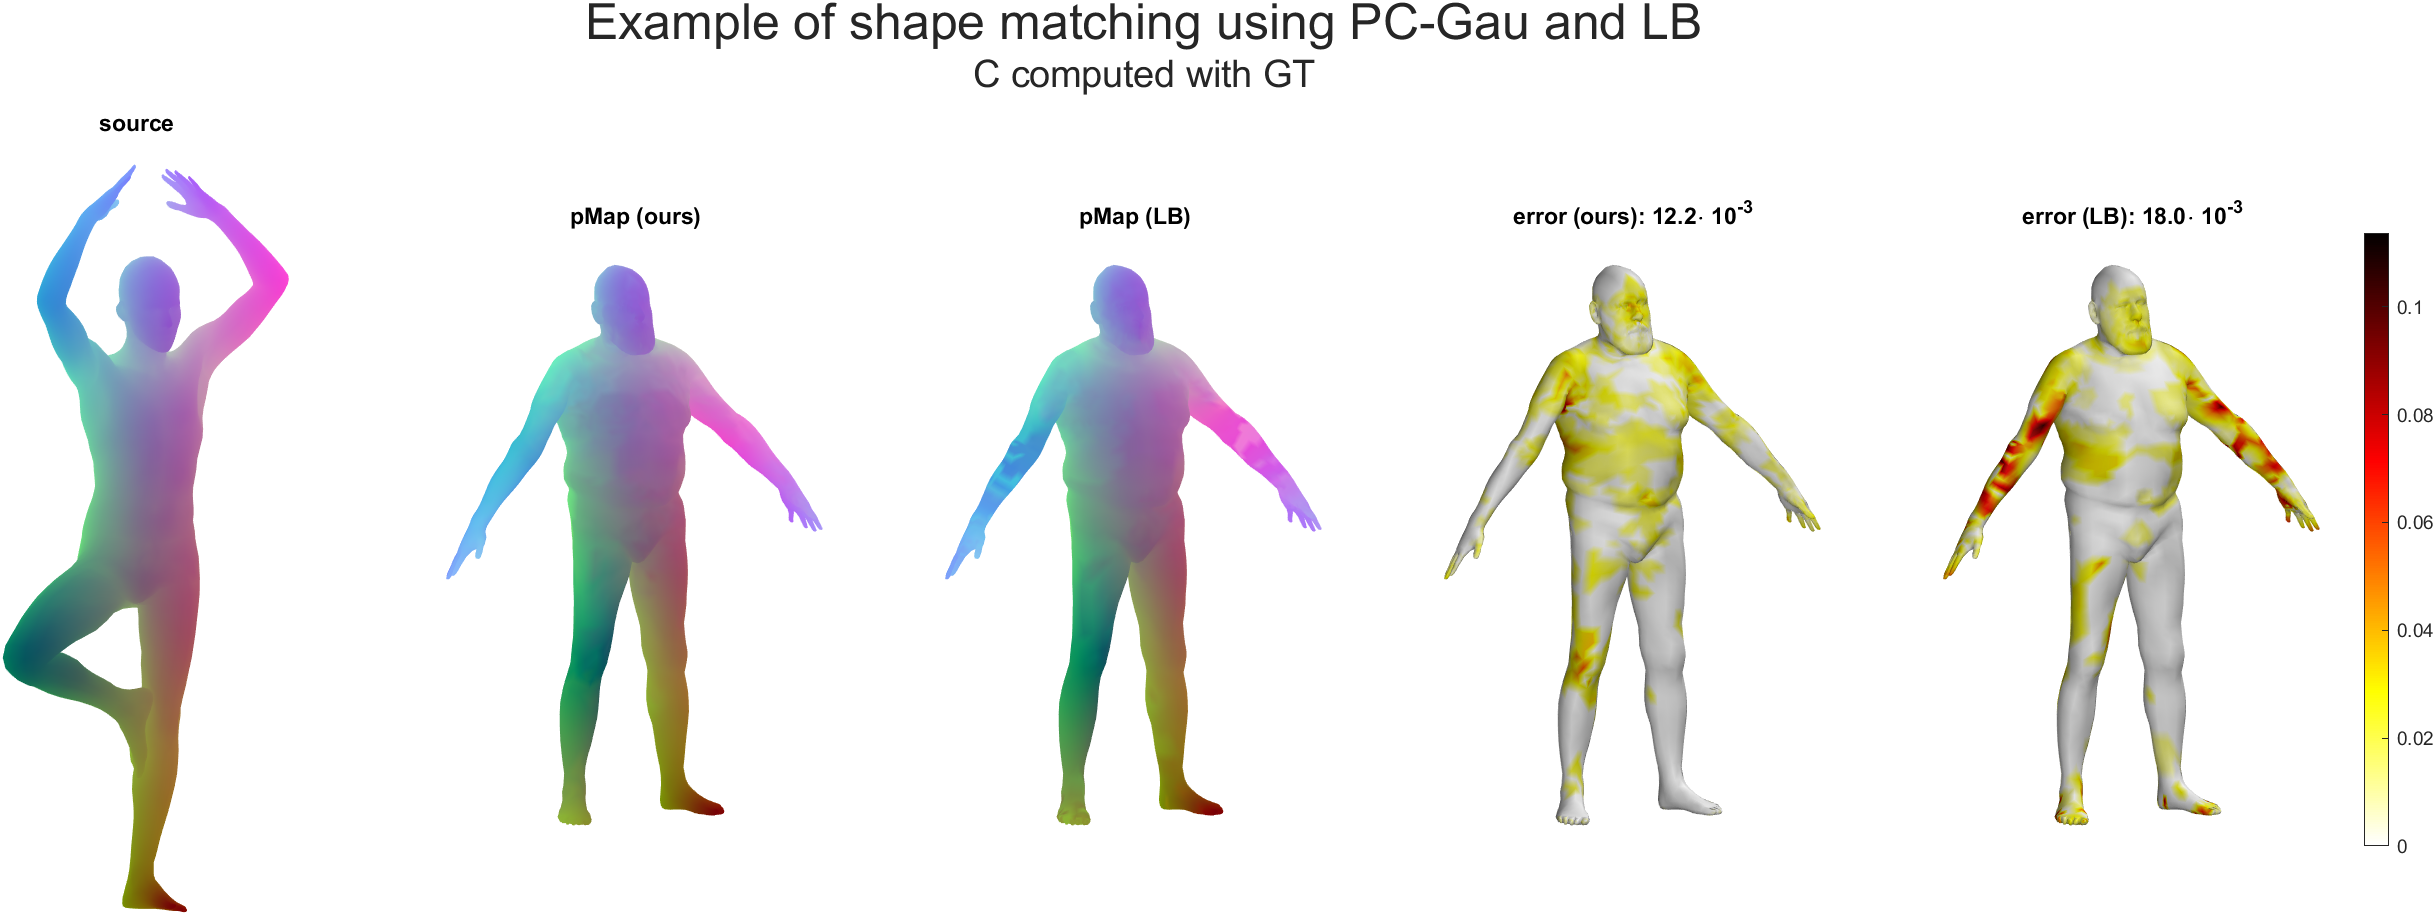 Example of shape matching using PC-Gau and LB
C computed with GT
source
pMap (ours)
pMap (LB)
error (ours): 12.2· 10⁻³
error (LB): 18.0· 10⁻³
0.1
0.08
0.06
0.04
0.02
0